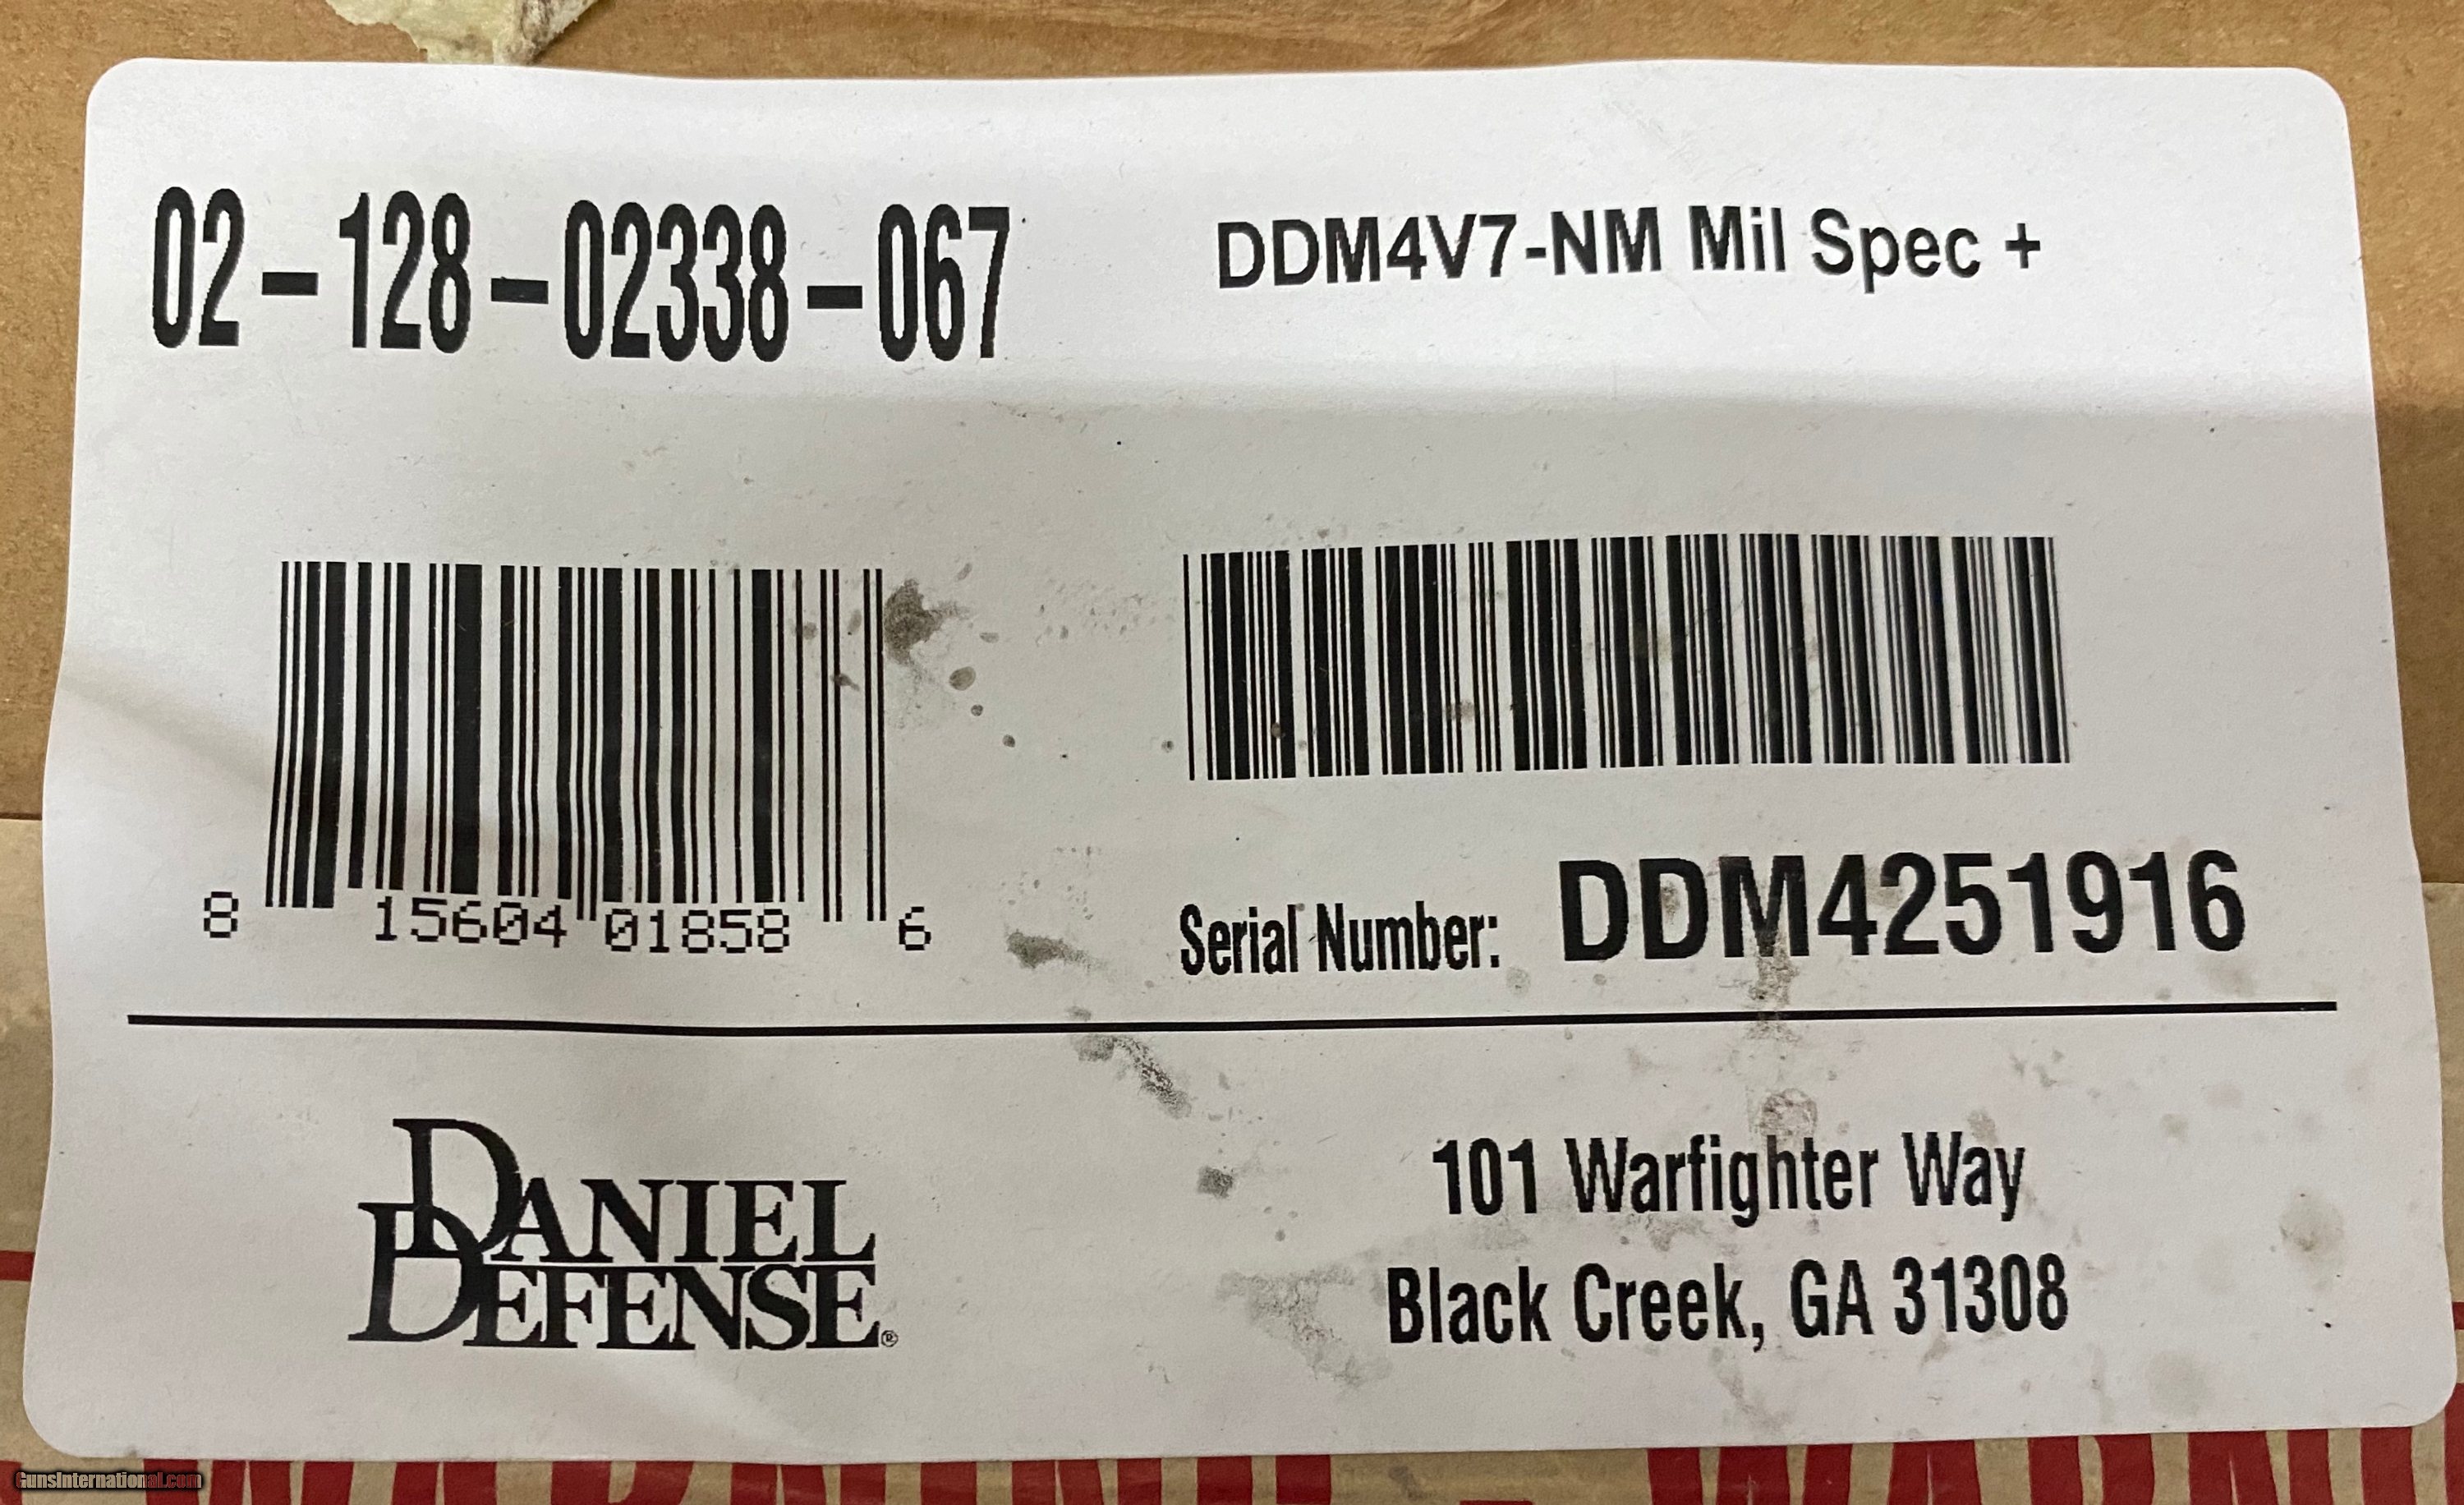 02-128-02338-067
DDM4V7-NM Mil Spec +
8 15604 01858 6
Serial Number: DDM4251916
DANIEL
DEFENSE®
101 Warfighter Way
Black Creek, GA 31308
GunsInternational.com